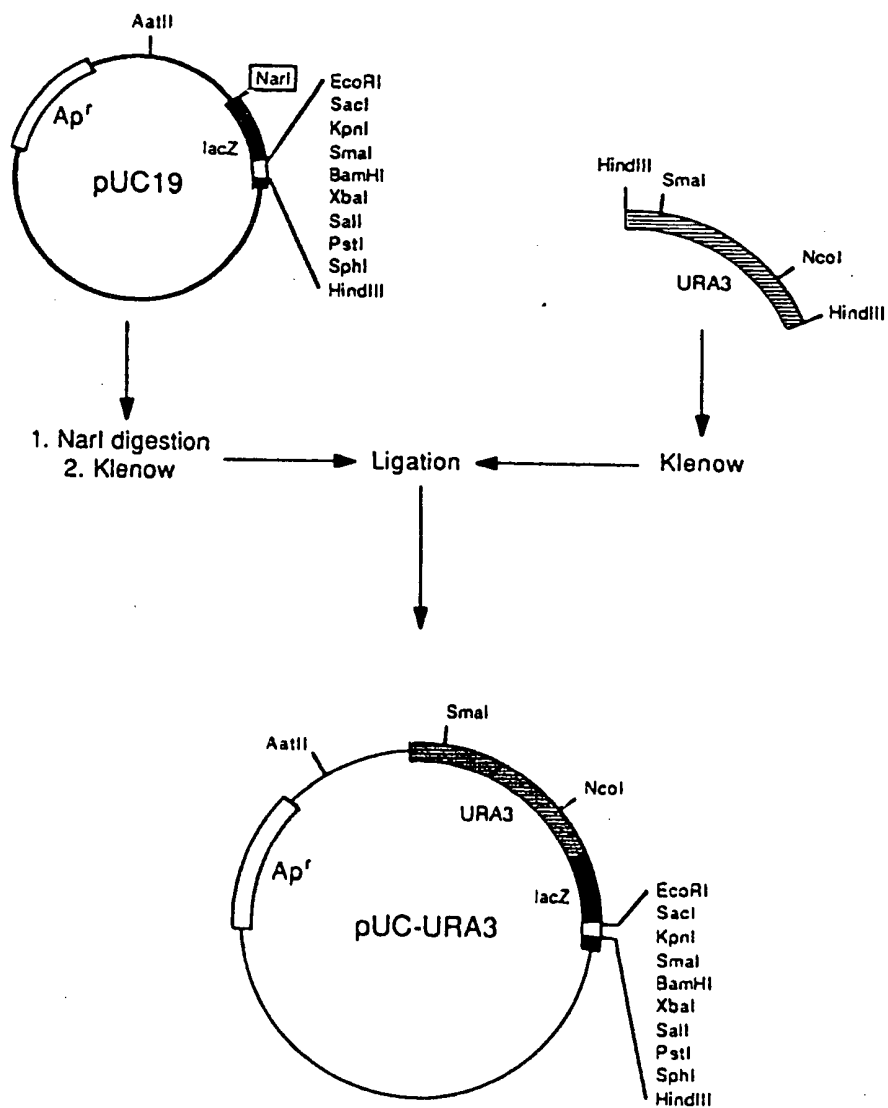 AatII
NarI
Ap^r
lacZ
pUC19
EcoRI
SacI
KpnI
SmaI
BamHI
XbaI
SalI
PstI
SphI
HindIII
HindIII
SmaI
NcoI
URA3
HindIII
1. NarI digestion
2. Klenow
Ligation
Klenow
SmaI
AatII
NcoI
URA3
Ap^r
lacZ
pUC-URA3
EcoRI
SacI
KpnI
SmaI
BamHI
XbaI
SalI
PstI
SphI
HindIII